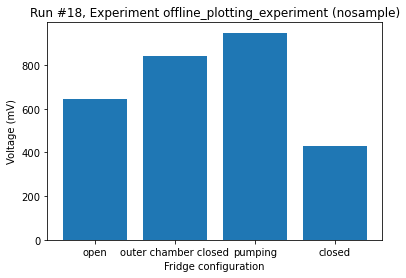 Run #18, Experiment offline_plotting_experiment (nosample)
Voltage (mV)
800
600
400
200
0
open outer chamber closed pumping closed
Fridge configuration